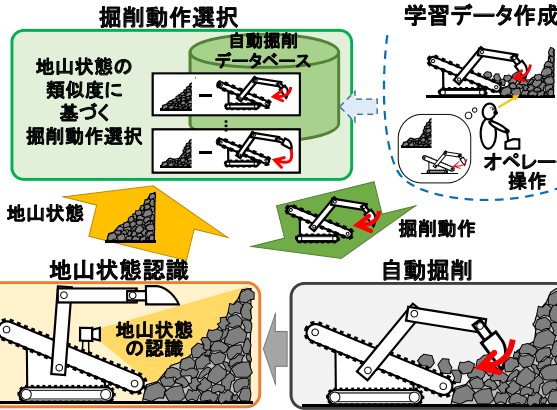 掘削動作選択
学習データ作成
自動掘削
データベース
地山状態の
類似度に
基づく
掘削動作選択
オペレー
操作
地山状態
掘削動作
地山状態認識
自動掘削
地山状態
の認識